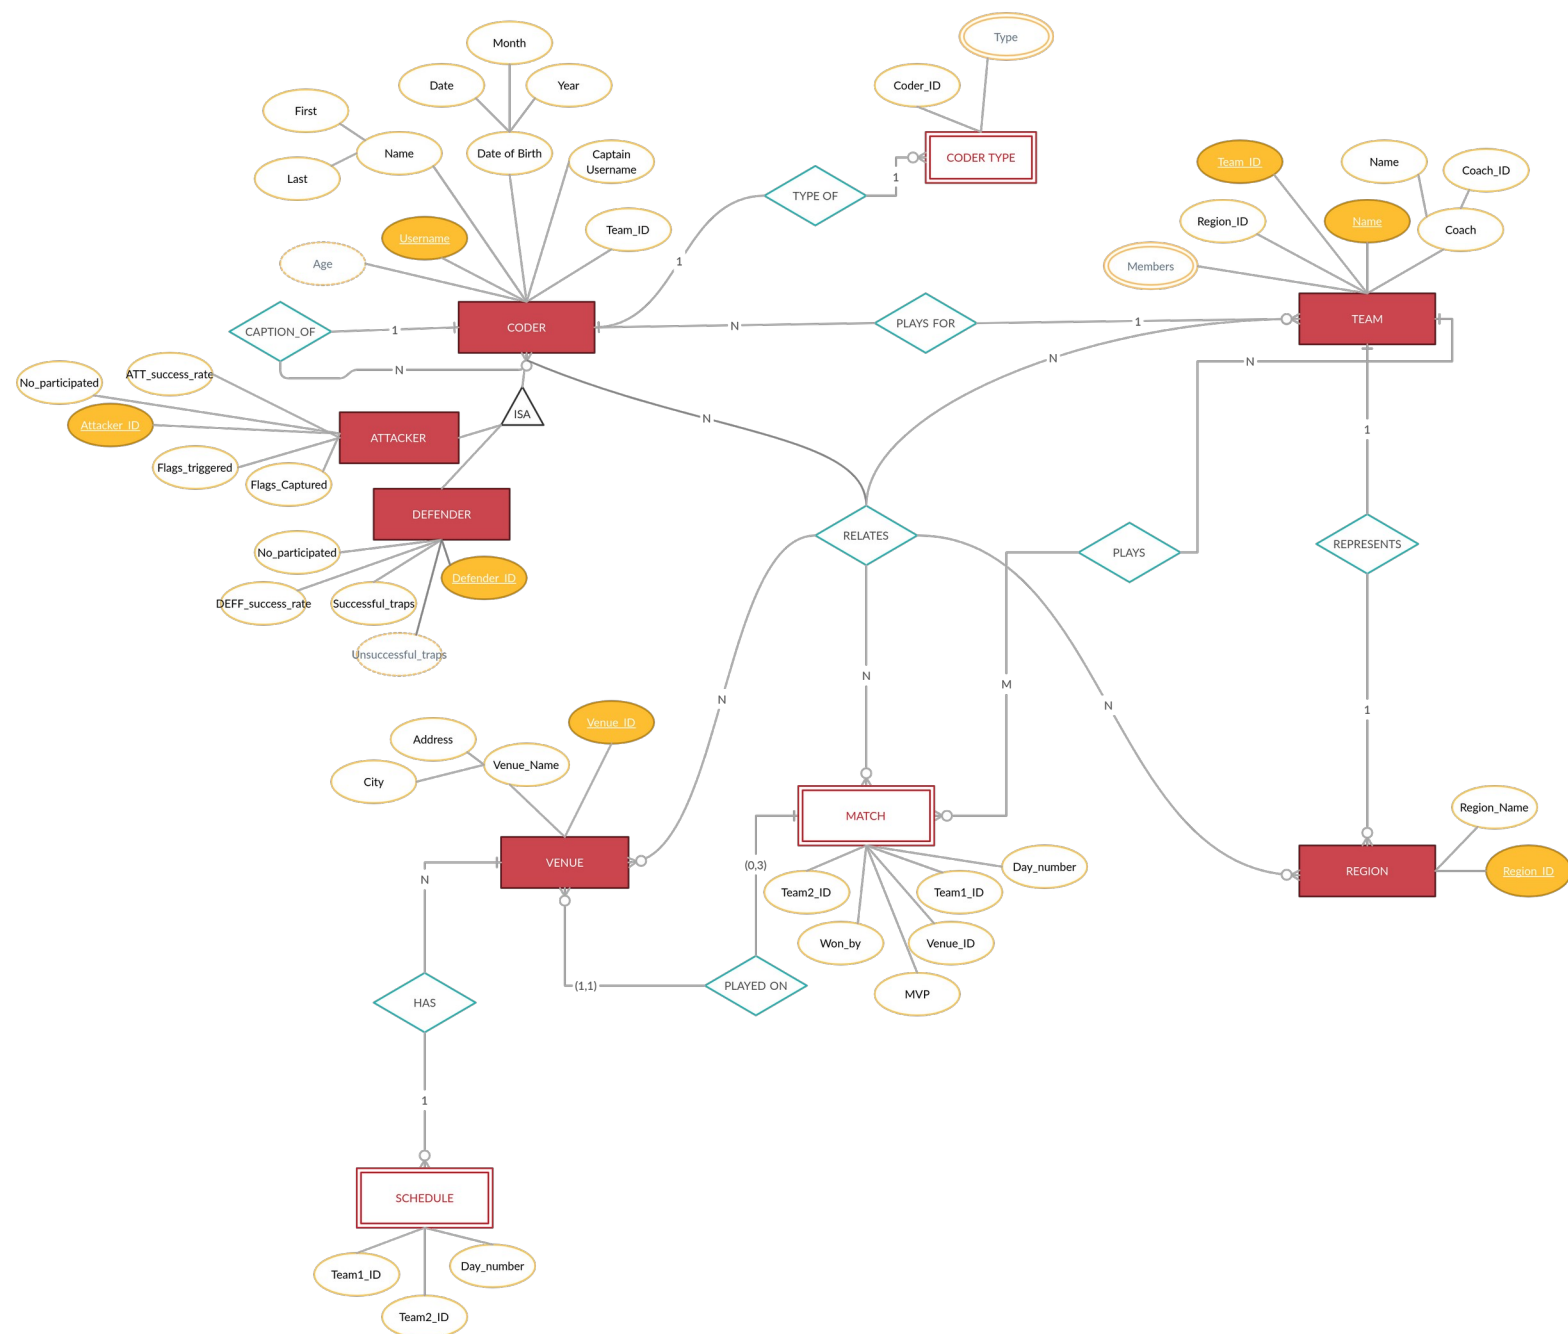 Month
Type
Date
Year
Coder_ID
First
Name
Date of Birth
Captain
Username
CODER TYPE
Team_ID
Name
Coach_ID
Last
1
TYPE OF
Username
Team_ID
Region_ID
Name
Coach
Age
1
Members
CAPTION_OF
1
CODER
N
PLAYS FOR
1
TEAM
N
N
N
No_participated
ATT_success_rate
ISA
N
1
Attacker_ID
ATTACKER
Flags_triggered
Flags_Captured
DEFENDER
RELATES
PLAYS
REPRESENTS
No_participated
Defender_ID
DEFF_success_rate
Successful_traps
Unsuccessful_traps
N
M
N
N
1
Venue_ID
Address
Venue_Name
City
MATCH
Region_Name
VENUE
(0,3)
Day_number
REGION
Region_ID
N
Team2_ID
Team1_ID
Won_by
Venue_ID
(1,1)
PLAYED ON
MVP
HAS
1
SCHEDULE
Team1_ID
Day_number
Team2_ID